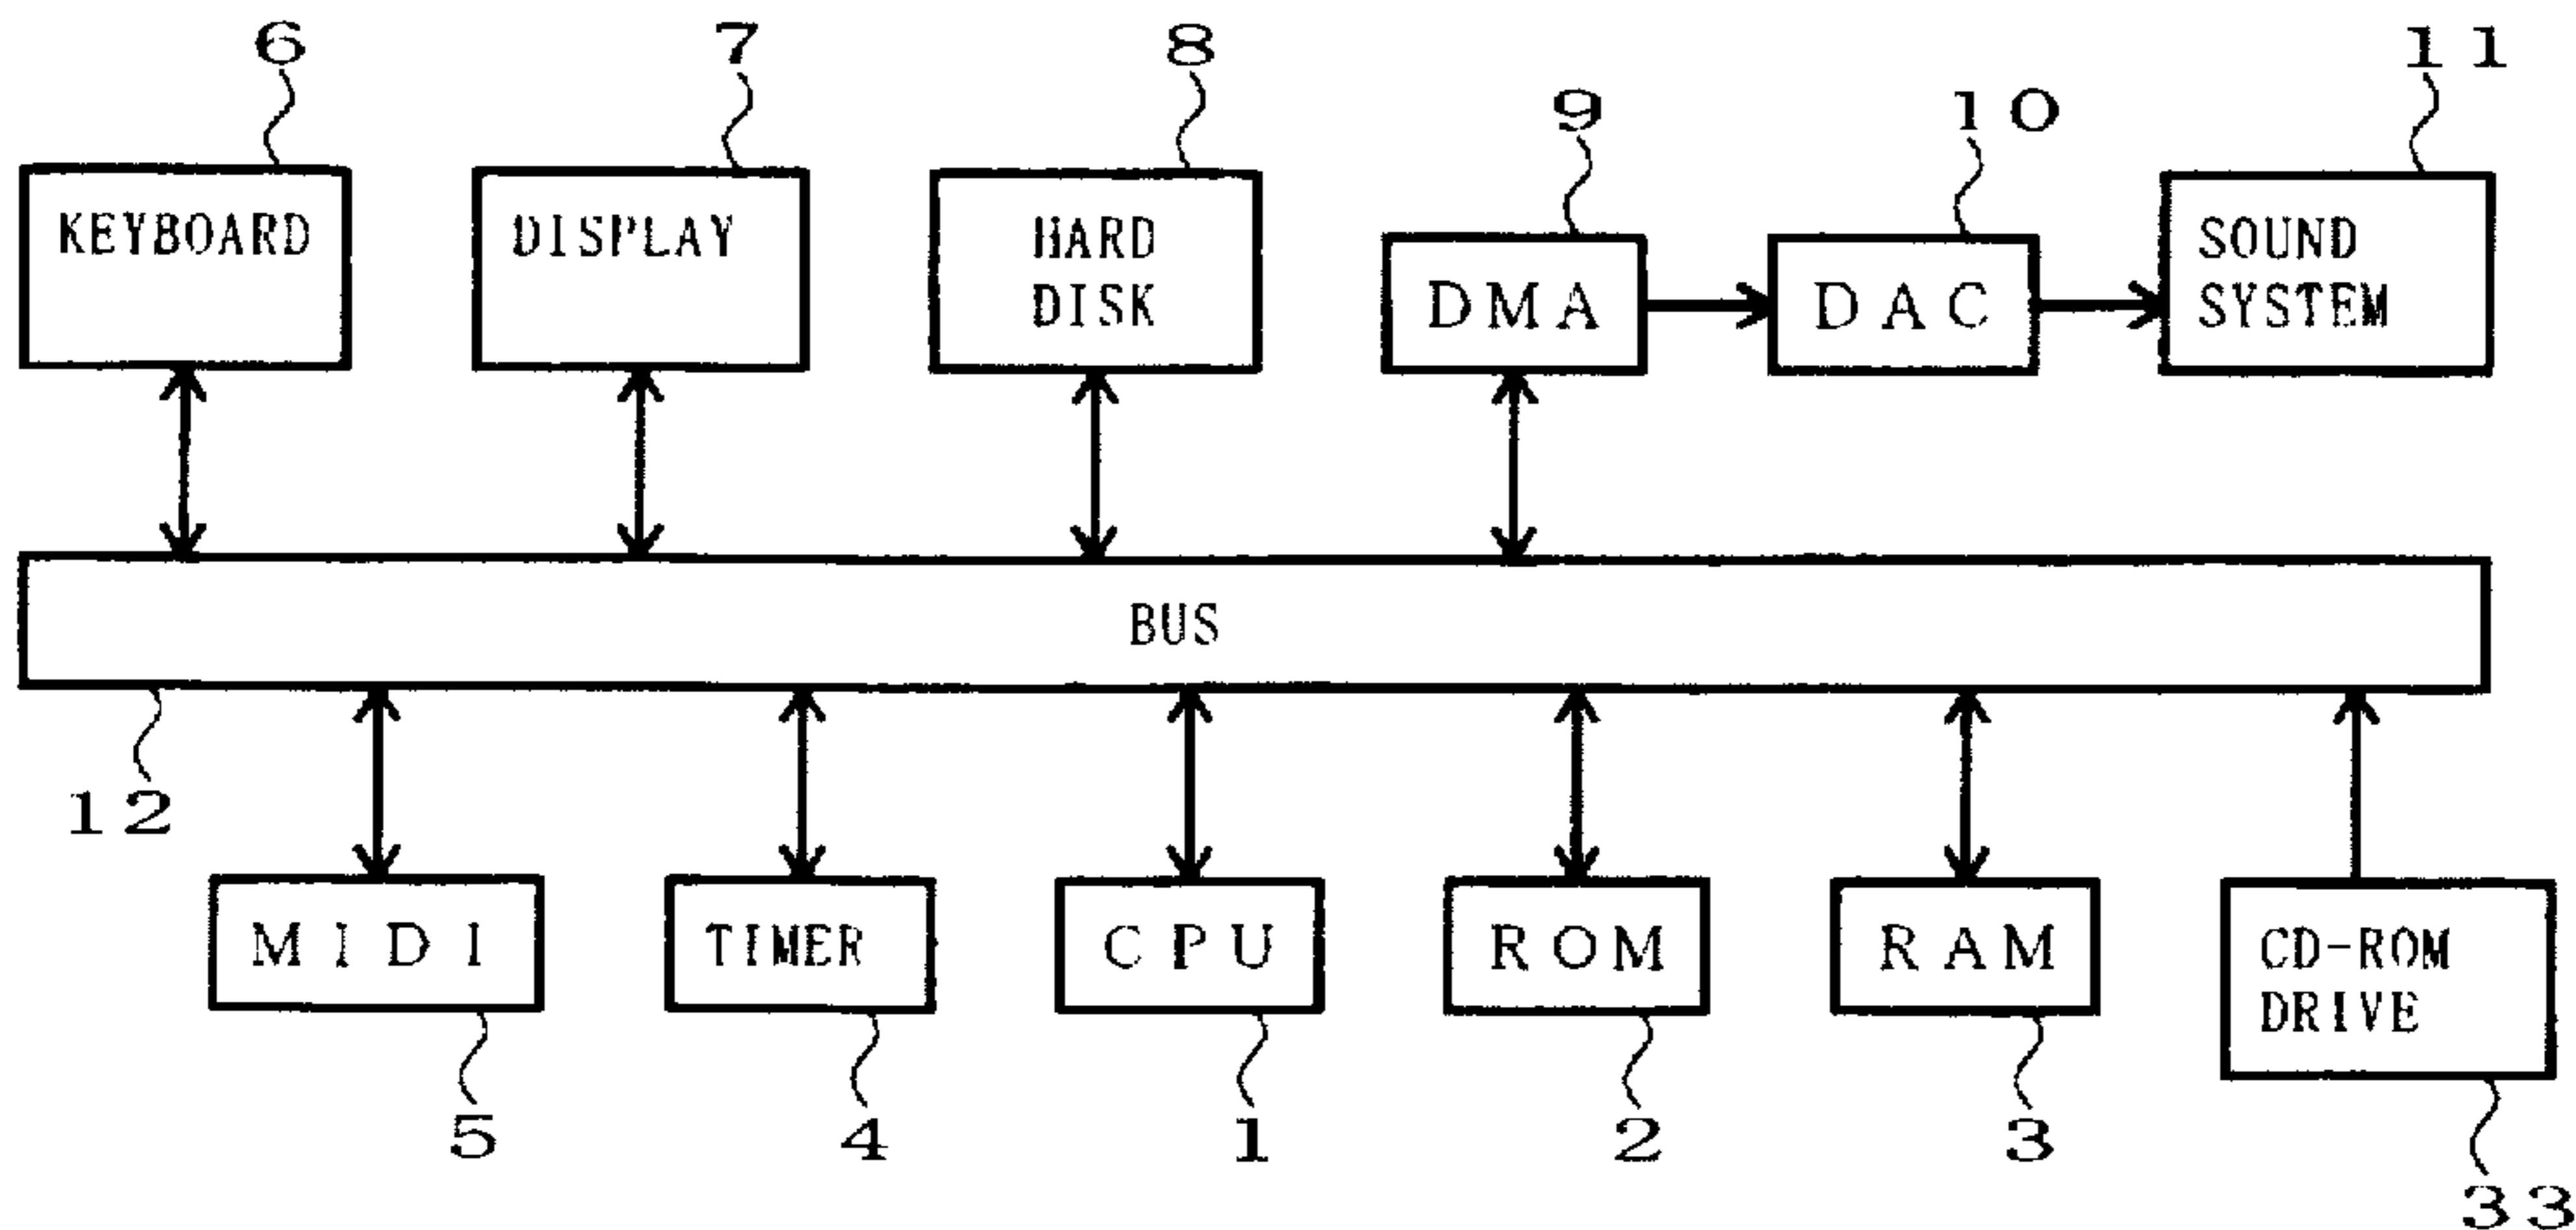 6
7
8
9
10
11
KEYBOARD
DISPLAY
HARD
DISK
DMA
DAC
SOUND
SYSTEM
BUS
12
MIDI
TIMER
CPU
ROM
RAM
CD-ROM
DRIVE
5
4
1
2
3
33